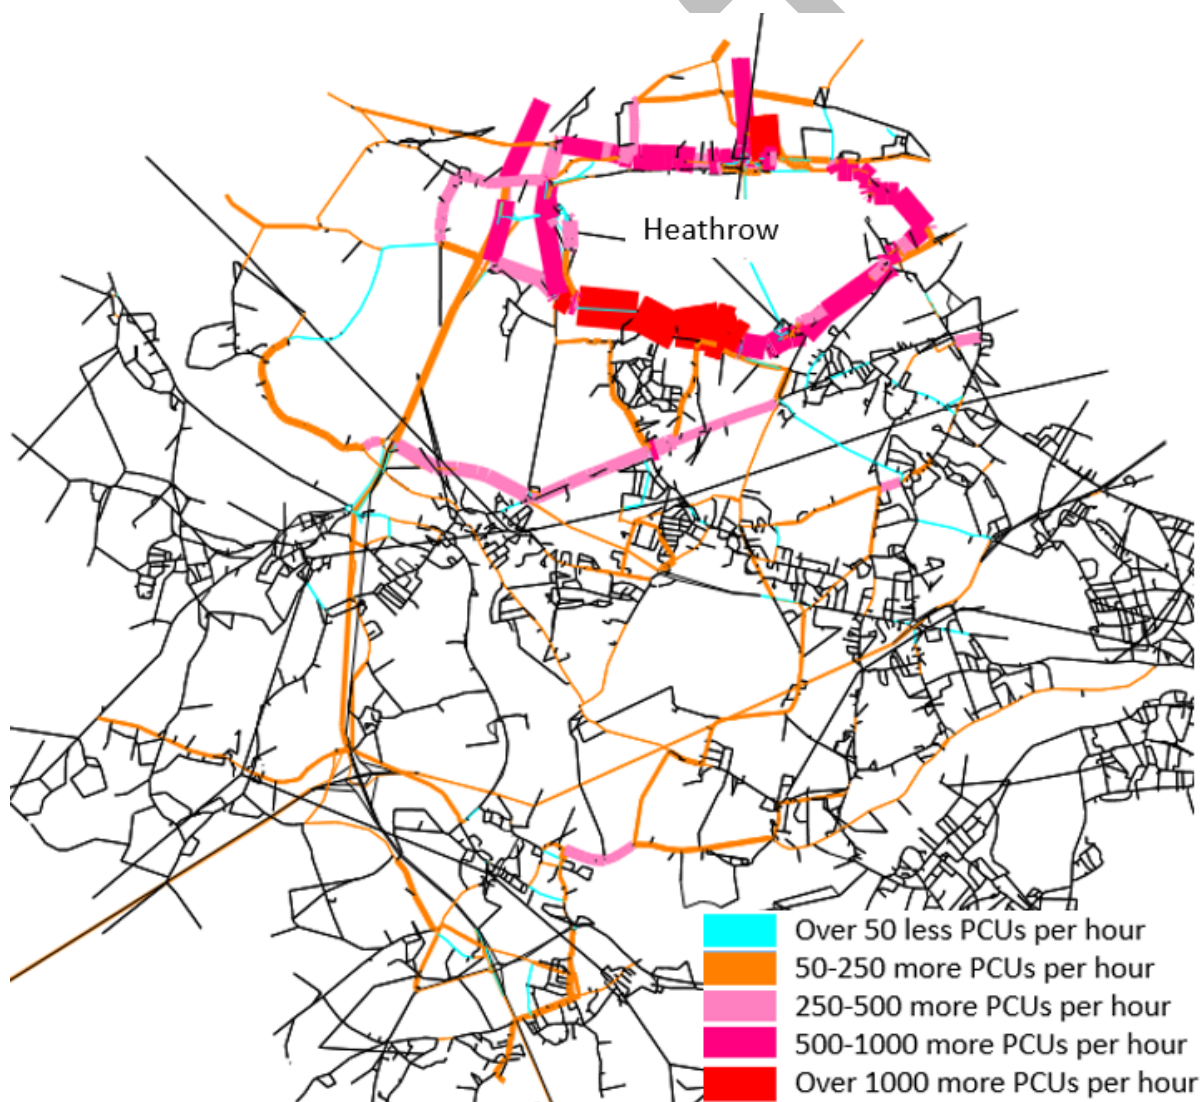 Heathrow
Over 50 less PCUs per hour
50-250 more PCUs per hour
250-500 more PCUs per hour
500-1000 more PCUs per hour
Over 1000 more PCUs per hour